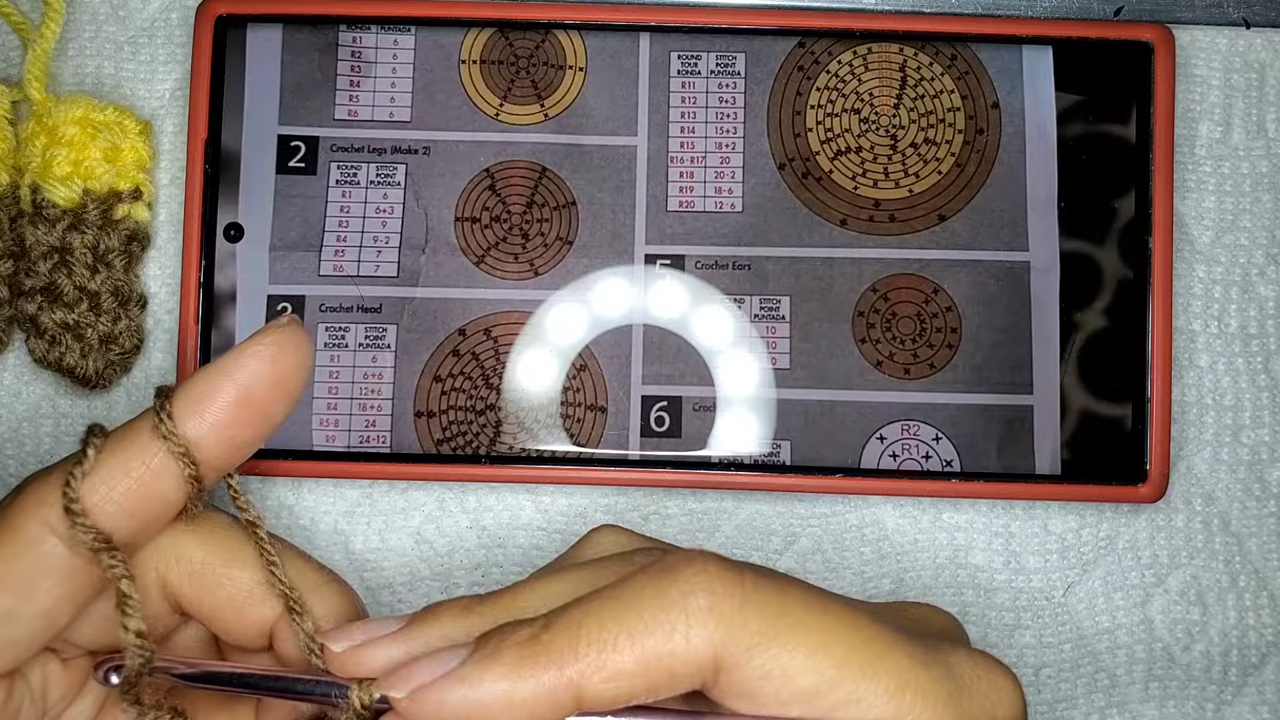 RONDA PUNTADA
R1 6
R2 6
R3 6
R4 6
R5 6
R6 6
2 Crochet Legs (Make 2)
ROUND TOUR RONDA
STITCH POINT PUNTADA
R1 6
R2 6+3
R3 9
R4 9-2
R5 7
R6 7
Crochet Head
ROUND TOUR RONDA
STITCH POINT PUNTADA
R1 6
R2 6+6
R3 12+6
R4 18+6
R5-8 24
R9 24-12
ROUND TOUR RONDA
STITCH POINT PUNTADA
R11 6+3
R12 9+3
R13 12+3
R14 15+3
R15 18+2
R16-R17 20
R18 20-2
R19 18-6
R20 12-6
5 Crochet Ears
STITCH POINT PUNTADA
10
10
6
STITCH
R2
R1